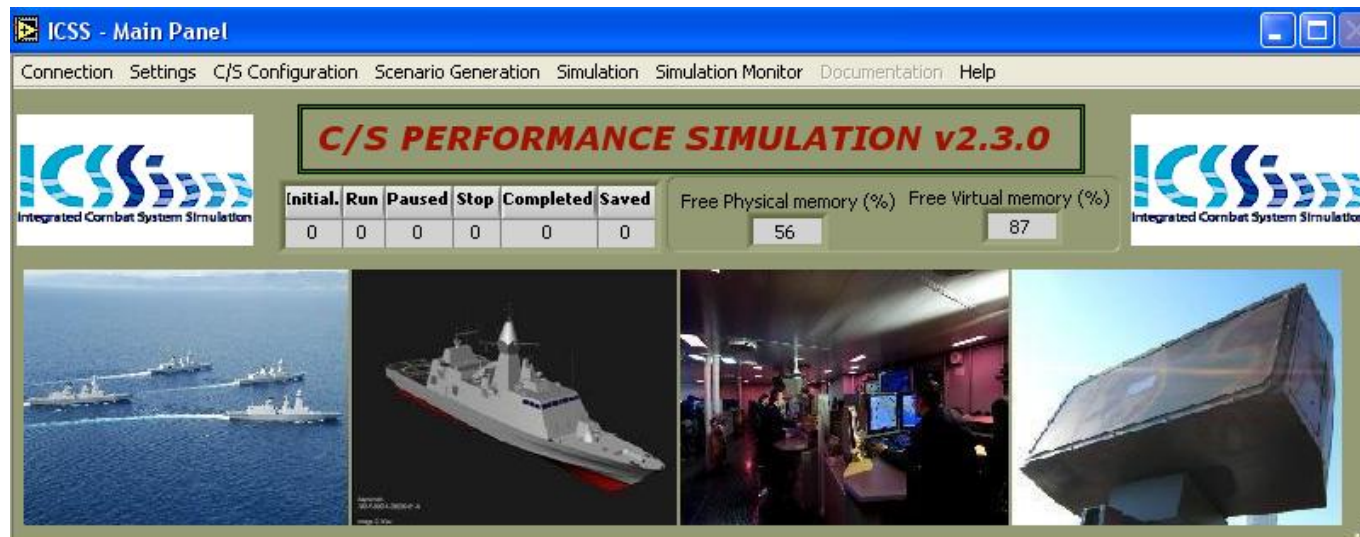 ICSS - Main Panel
Connection Settings C/S Configuration Scenario Generation Simulation Simulation Monitor Documentation Help
C/S PERFORMANCE SIMULATION v2.3.0
ICSSim
Integrated Combat System Simulation
Initial. Run Paused Stop Completed Saved
0 0 0 0 0 0
Free Physical memory (%) Free Virtual memory (%)
56 87
ICSSim
Integrated Combat System Simulation